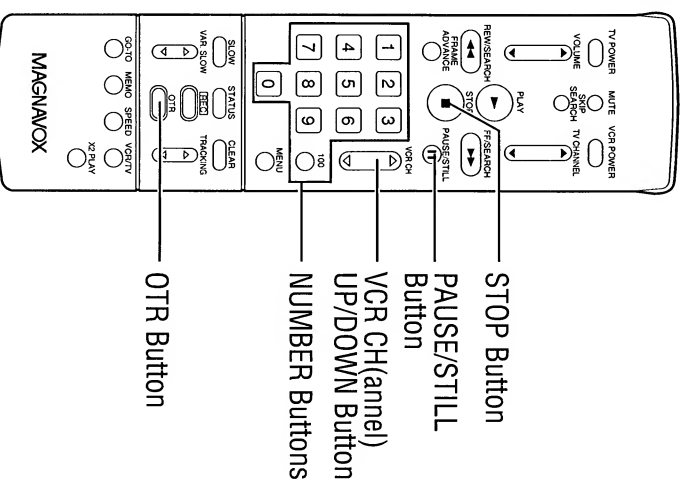 TV POWER
MUTE
VCR POWER
VOLUME
SKIP
SEARCH
TV CHANNEL
PLAY
REW/SEARCH
FF/SEARCH
FRAME
ADVANCE
STOP
PAUSE/STILL
1
2
3
VCR CH
4
5
6
7
8
9
100
0
MENU
SLOW
STATUS
CLEAR
REC
VAR. SLOW
OTR
TRACKING
GO-TO
MEMO
SPEED
VCR/TV
X2 PLAY
MAGNAVOX
STOP Button
PAUSE/STILL
Button
VCR CH(annel)
UP/DOWN Button
NUMBER Buttons
OTR Button